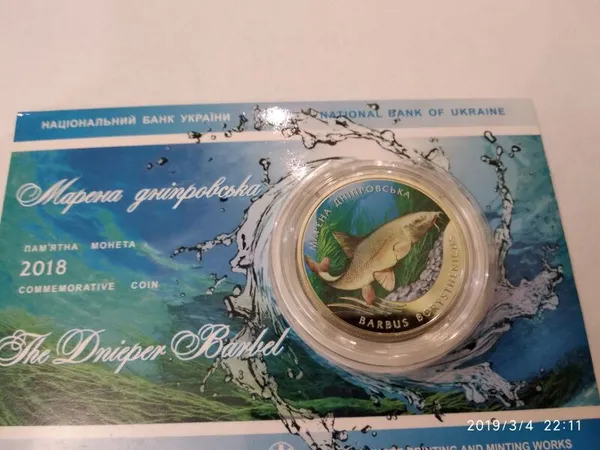 НАЦІОНАЛЬНИЙ БАНК УКРАЇНИ
NATIONAL BANK OF UKRAINE
Марена дніпровська
ПАМ'ЯТНА МОНЕТА
2018
COMMEMORATIVE COIN
The Dnieper Barbel
МАРЕНА ДНІПРОВСЬКА
BARBUS BORYSTHENICUS
PRINTING AND MINTING WORKS
2019/3/4 22:11